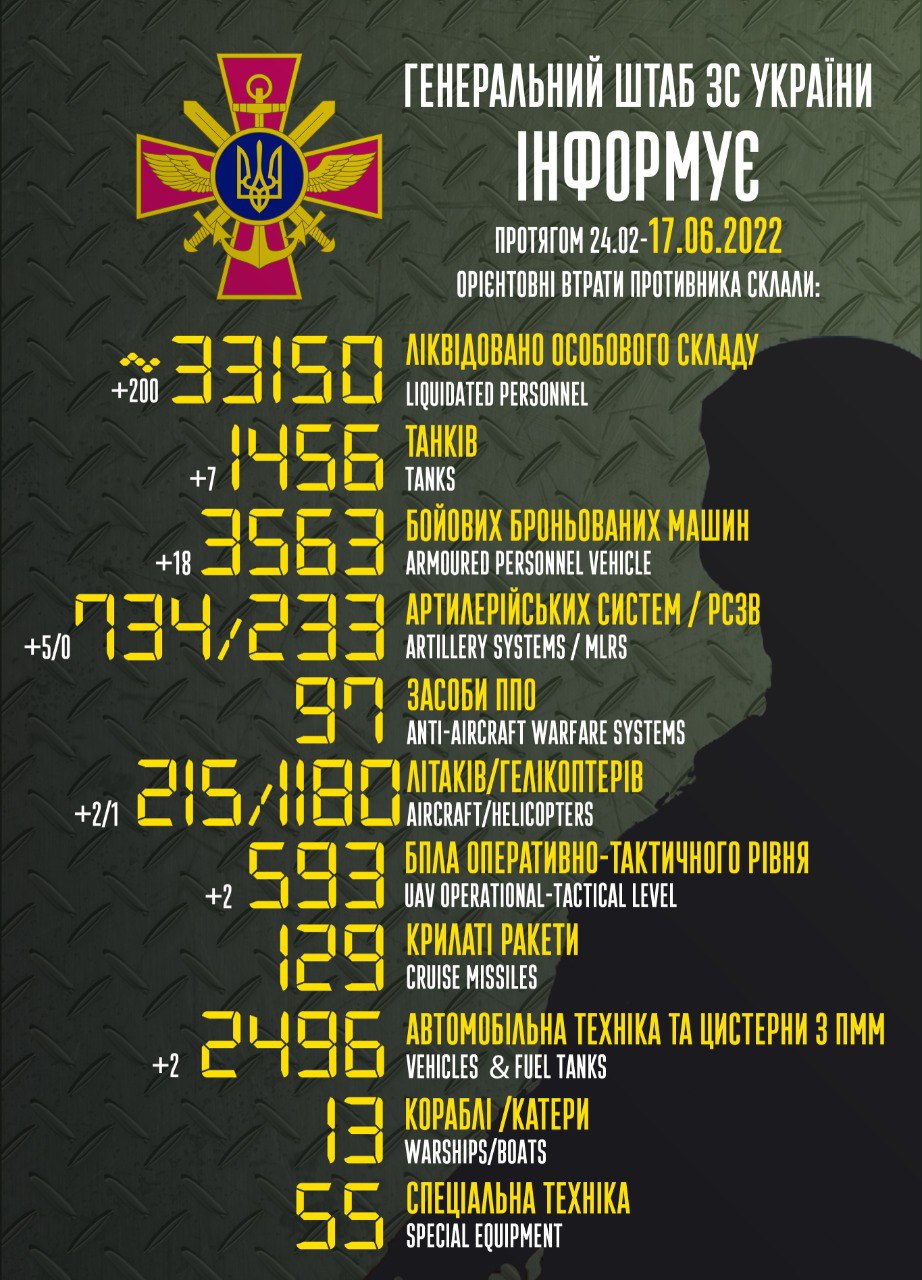 ГЕНЕРАЛЬНИЙ ШТАБ ЗС УКРАЇНИ
ІНФОРМУЄ
ПРОТЯГОМ 24.02-17.06.2022
ОРІЄНТОВНІ ВТРАТИ ПРОТИВНИКА СКЛАЛИ:
+200 ~33150 ЛІКВІДОВАНО ОСОБОВОГО СКЛАДУ
LIQUIDATED PERSONNEL
+7 1456 ТАНКІВ
TANKS
+18 3563 БОЙОВИХ БРОНЬОВАНИХ МАШИН
ARMOURED PERSONNEL VEHICLE
+5/0 734/233 АРТИЛЕРІЙСЬКИХ СИСТЕМ / РСЗВ
ARTILLERY SYSTEMS / MLRS
97 ЗАСОБИ ППО
ANTI-AIRCRAFT WARFARE SYSTEMS
+2/1 215/1180 ЛІТАКІВ/ГЕЛІКОПТЕРІВ
AIRCRAFT/HELICOPTERS
+2 593 БПЛА ОПЕРАТИВНО-ТАКТИЧНОГО РІВНЯ
UAV OPERATIONAL-TACTICAL LEVEL
129 КРИЛАТІ РАКЕТИ
CRUISE MISSILES
+2 2496 АВТОМОБІЛЬНА ТЕХНІКА ТА ЦИСТЕРНИ З ПММ
VEHICLES & FUEL TANKS
13 КОРАБЛІ /КАТЕРИ
WARSHIPS/BOATS
55 СПЕЦІАЛЬНА ТЕХНІКА
SPECIAL EQUIPMENT